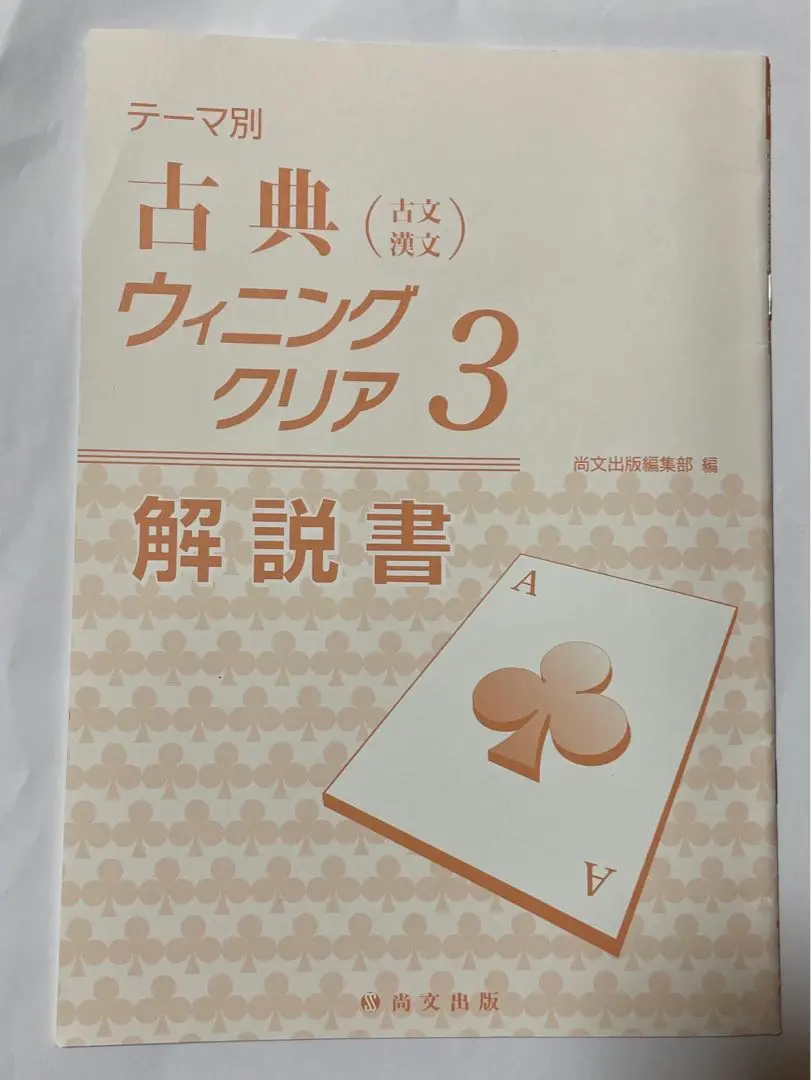 テーマ別
古典(古文
漢文)
ウィニング
クリア 3
尚文出版編集部 編
解説書
A
A
尚文出版